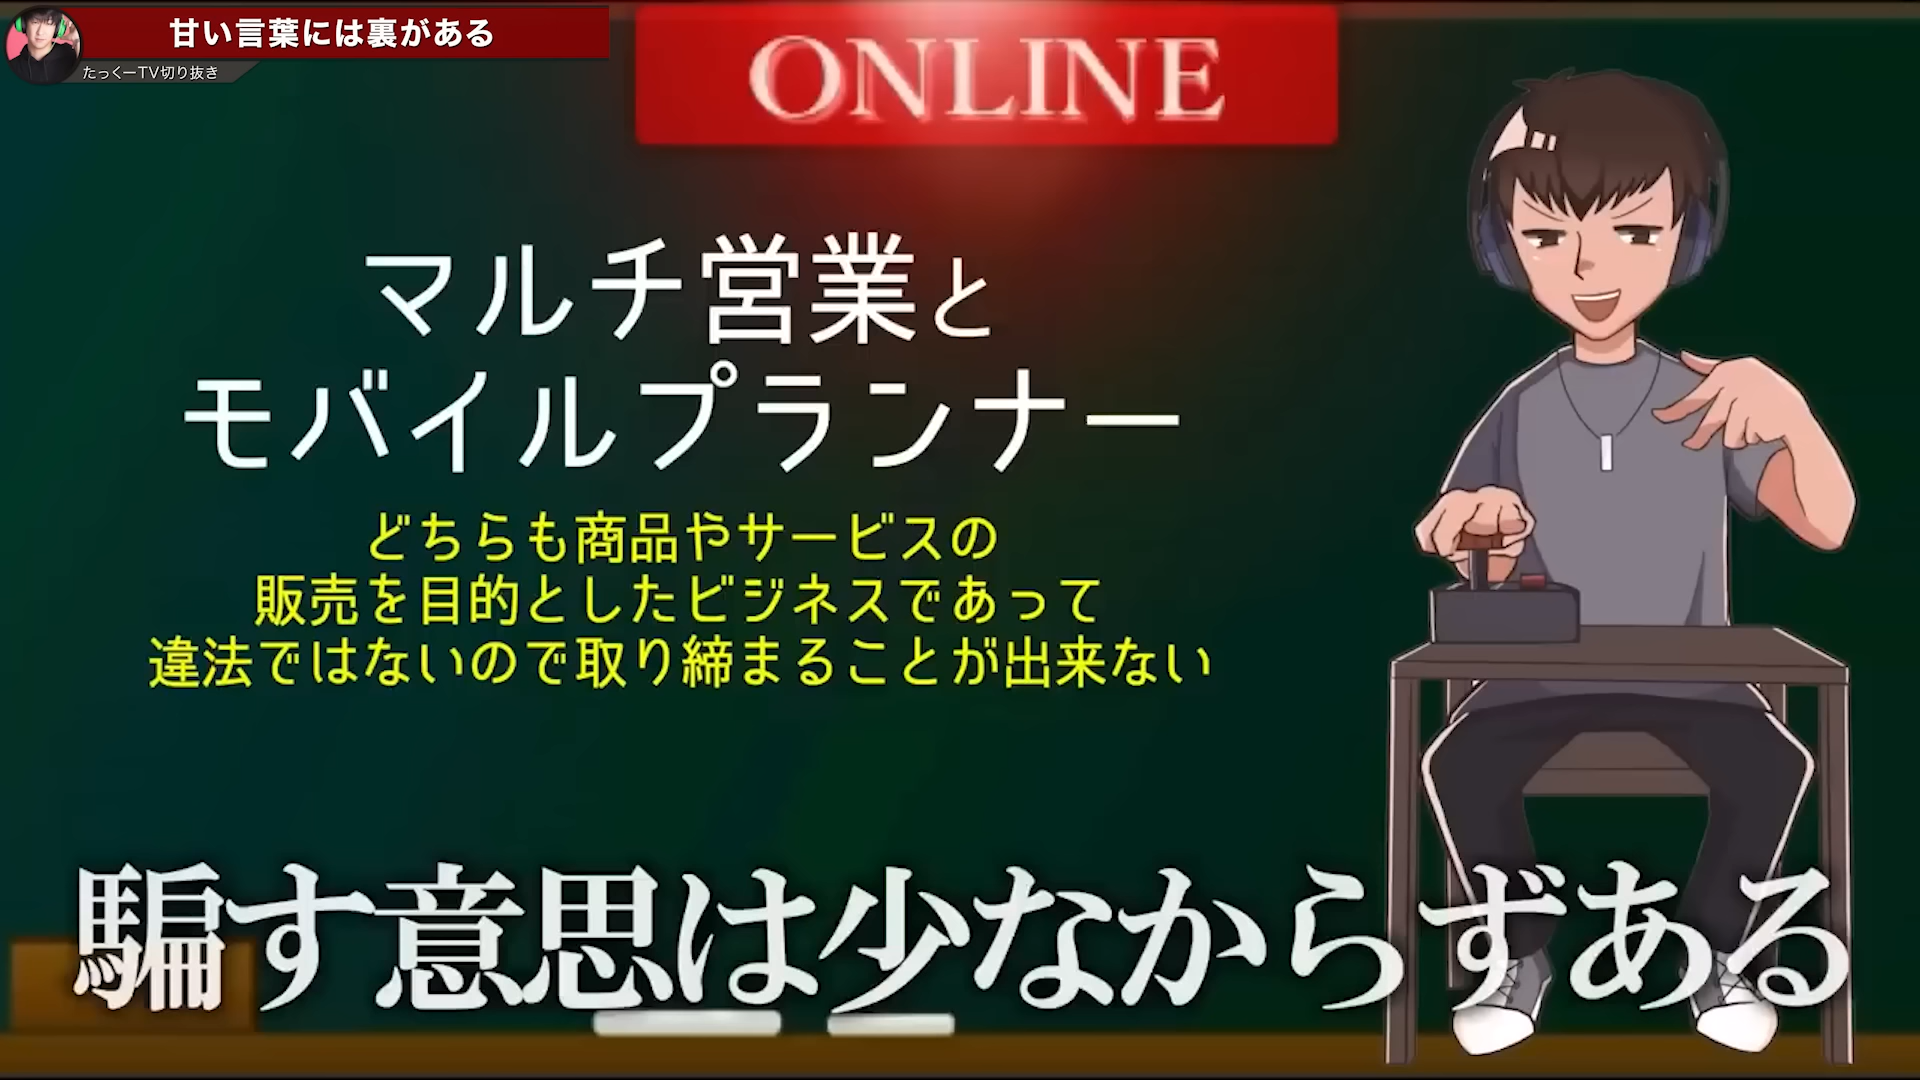 甘い言葉には裏がある
たっくーTV切り抜き
ONLINE
マルチ営業と
モバイルプランナー
どちらも商品やサービスの
販売を目的としたビジネスであって
違法ではないので取り締まることが出来ない
騙す意思は少なからずある